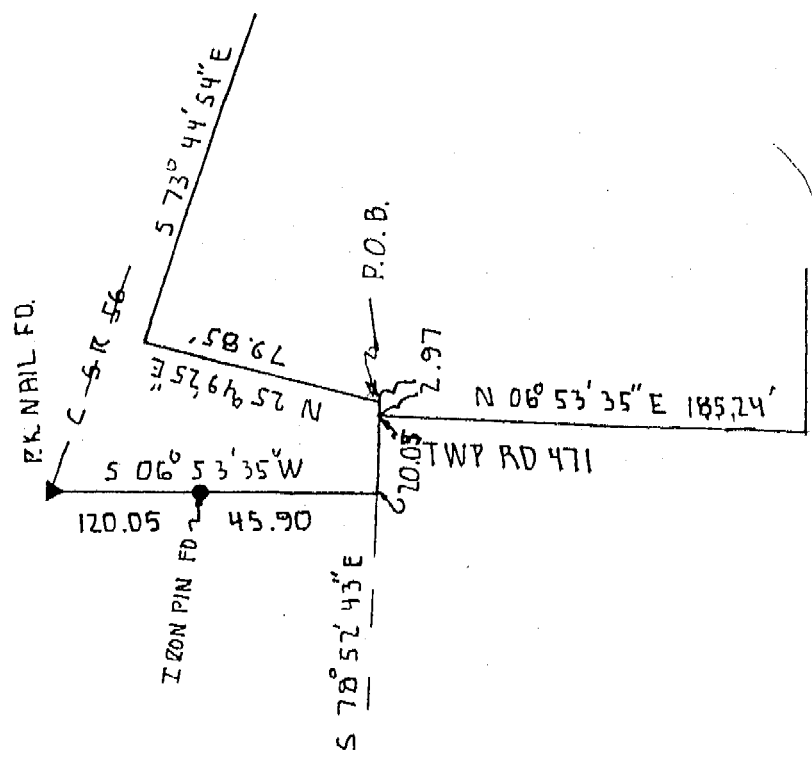 S 73° 44' 54" E
P.K. NAIL FD.
C S R 56
P.O.B.
79.85'
N 25° 49' 25" E
2.97
N 06° 53' 35" E 185.24'
S 06° 53' 35" W
20.05
TWP RD 471
120.05 45.90
IRON PIN FD
S 78° 52' 43" E